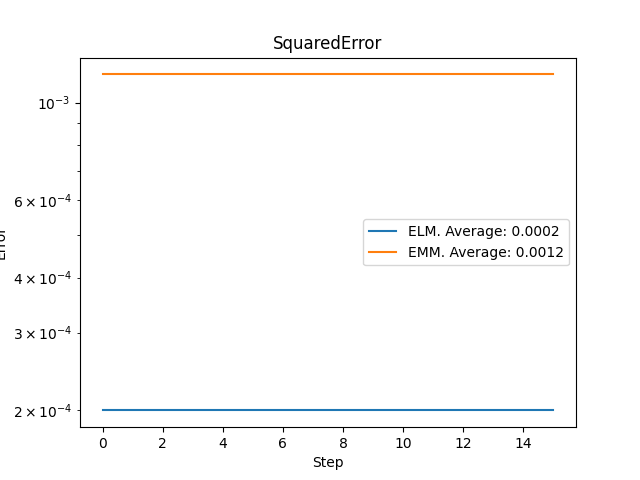 SquaredError
10⁻³
6 × 10⁻⁴
4 × 10⁻⁴
3 × 10⁻⁴
2 × 10⁻⁴
ELM. Average: 0.0002
EMM. Average: 0.0012
0 2 4 6 8 10 12 14
Step